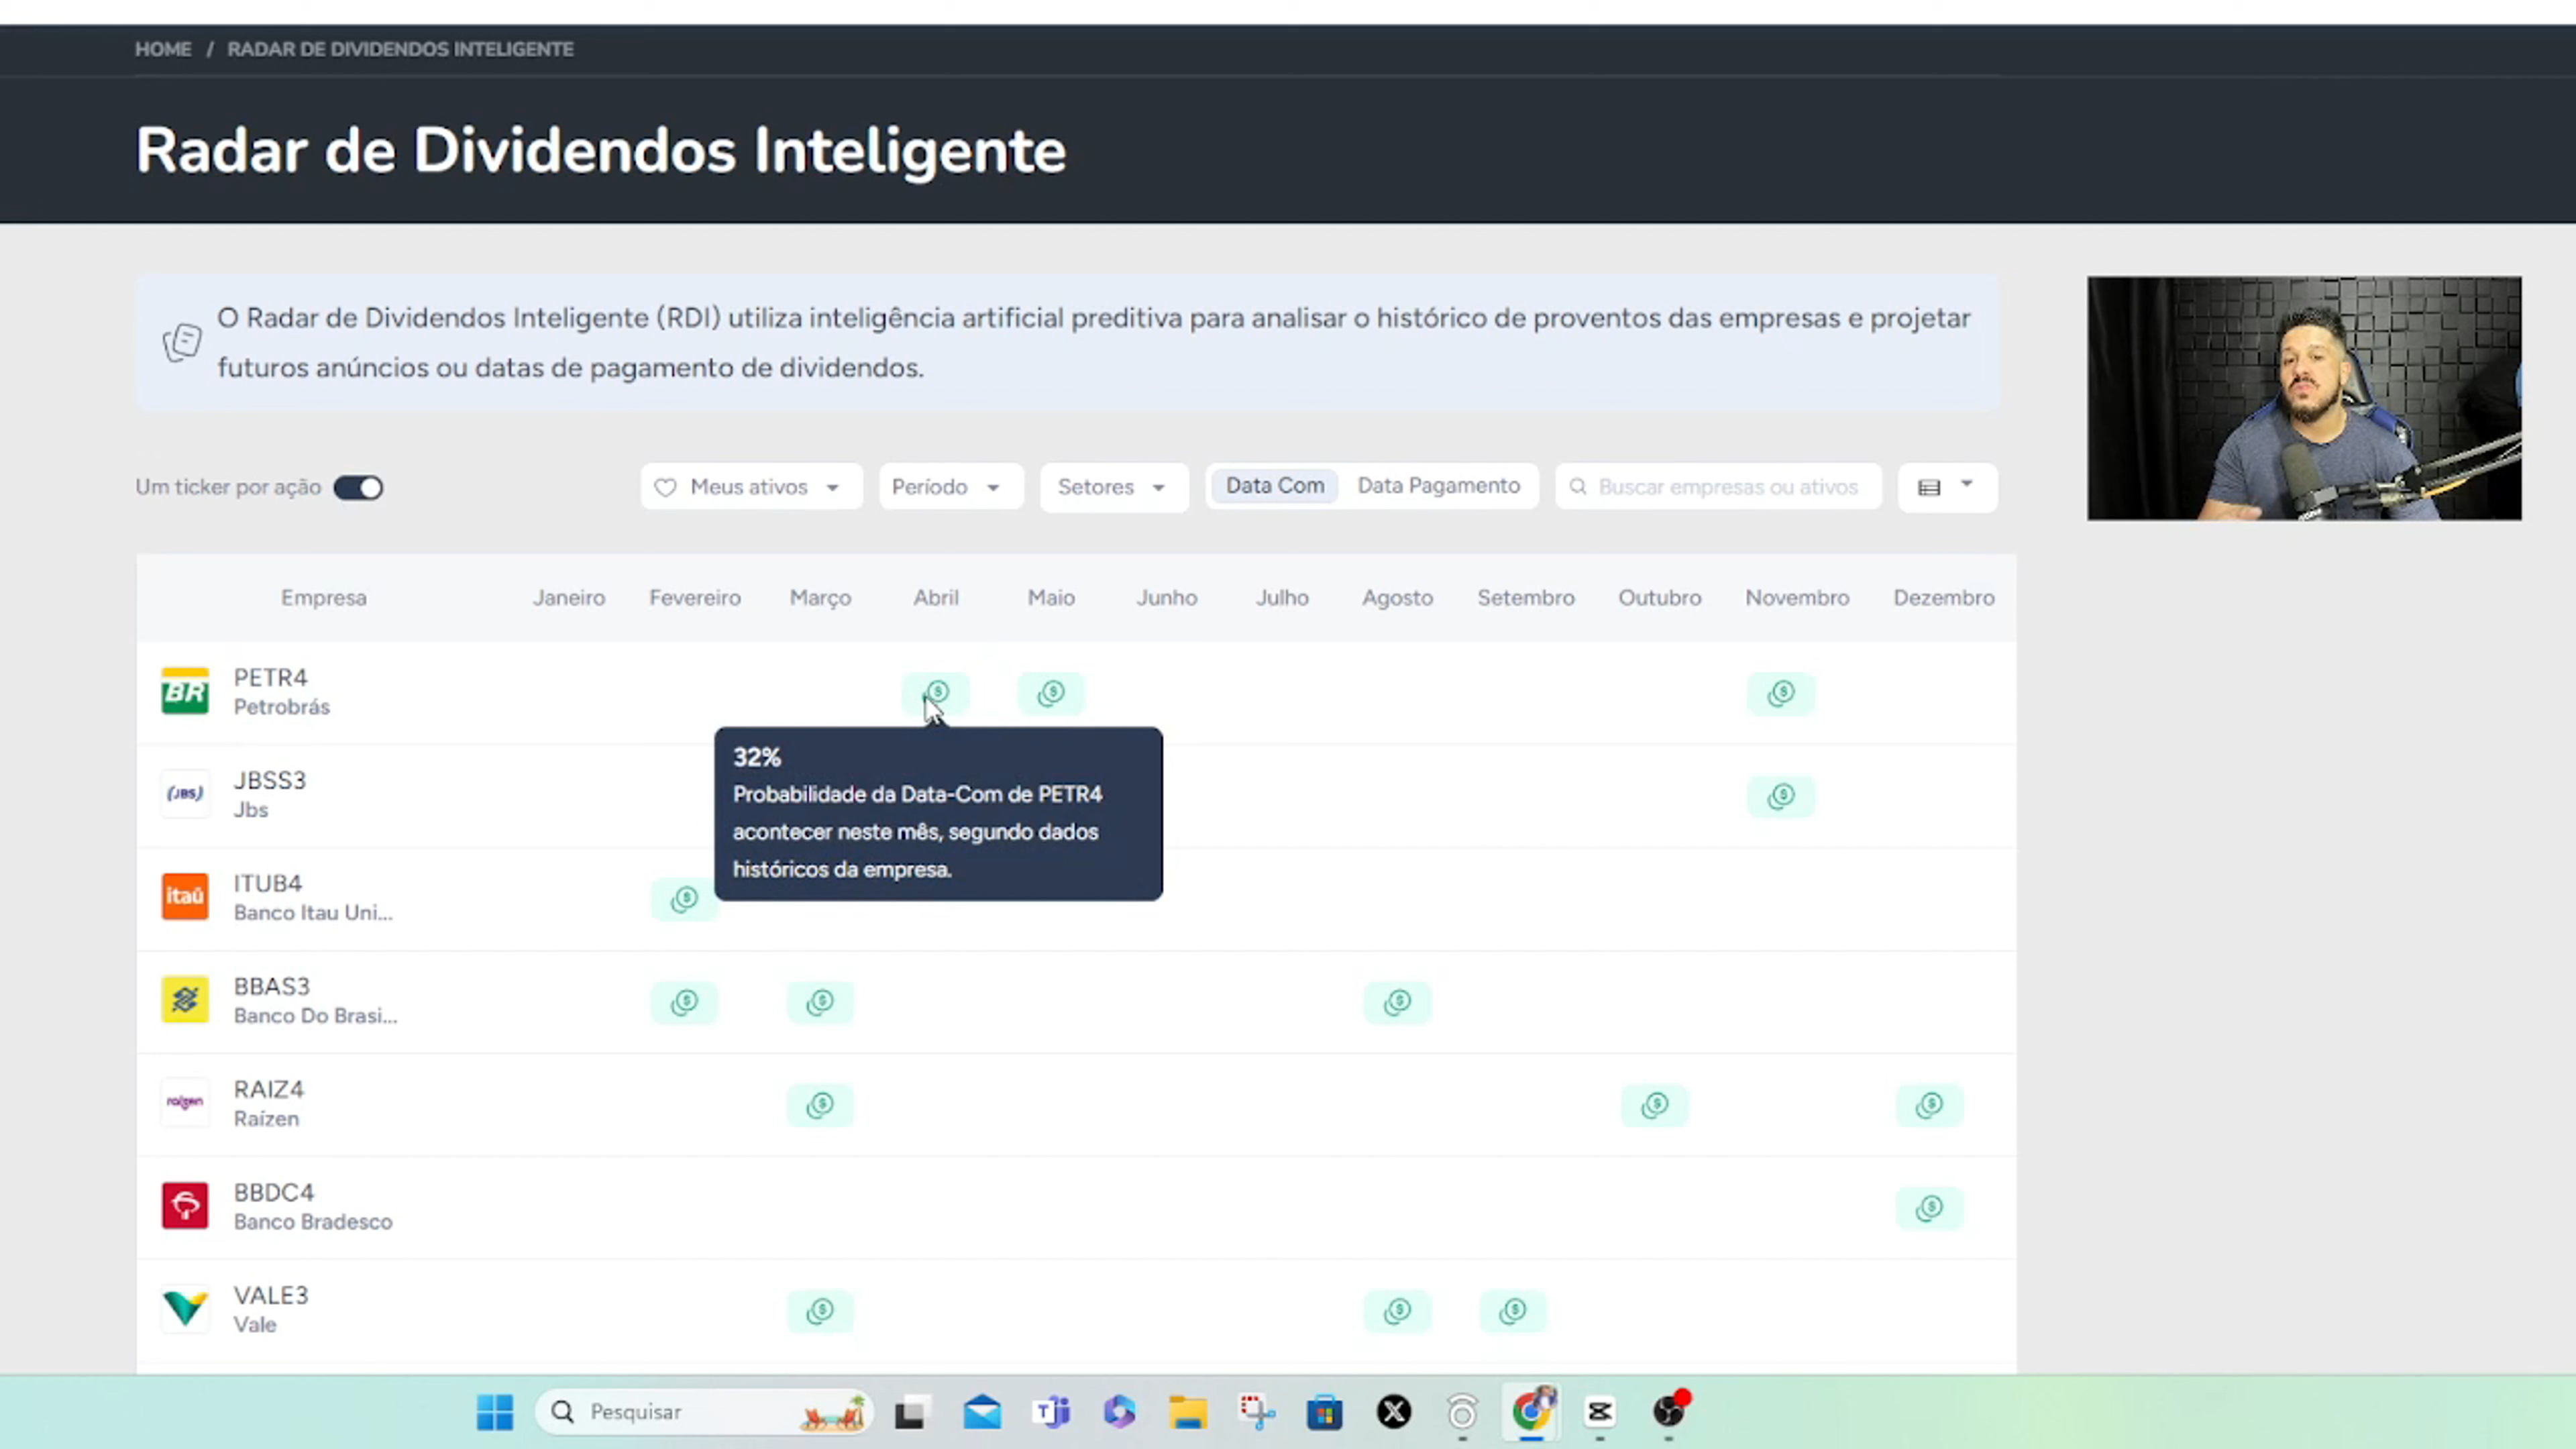 HOME / RADAR DE DIVIDENDOS INTELIGENTE
Radar de Dividendos Inteligente
O Radar de Dividendos Inteligente (RDI) utiliza inteligência artificial preditiva para analisar o histórico de proventos das empresas e projetar
futuros anúncios ou datas de pagamento de dividendos.
Um ticker por ação Meus ativos Período Setores Data Com Data Pagamento Buscar empresas ou ativos
Empresa Janeiro Fevereiro Março Abril Maio Junho Julho Agosto Setembro Outubro Novembro Dezembro
BR
PETR4
Petrobrás
32%
Probabilidade da Data-Com de PETR4
acontecer neste mês, segundo dados
históricos da empresa.
(JBS)
JBSS3
Jbs
itaú
ITUB4
Banco Itau Uni...
BBAS3
Banco Do Brasi...
raízen
RAIZ4
Raízen
BBDC4
Banco Bradesco
VALE3
Vale
Pesquisar